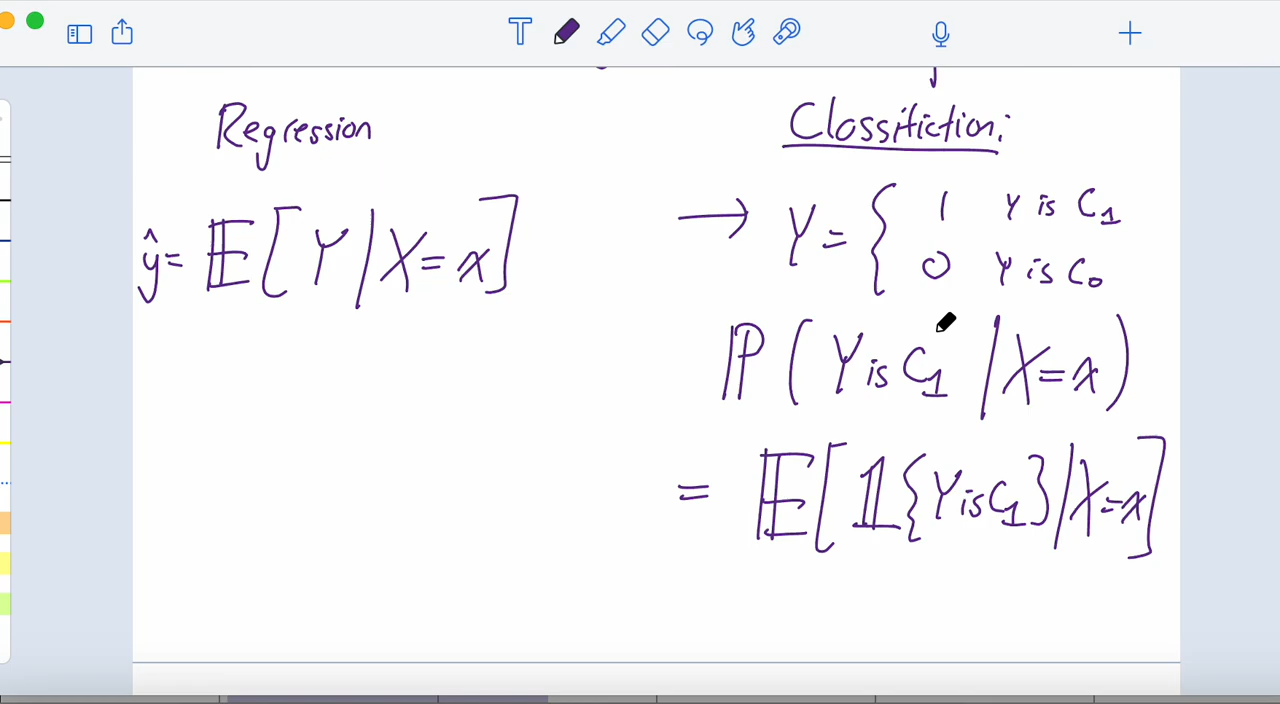 Regression
ŷ = 𝔼[Y|X=x]
Classifiction:
→ Y = { 1 Y is C₁
0 Y is C₀
ℙ(Y is C₁ | X=x)
= 𝔼[𝟙{Y is C₁}|X=x]